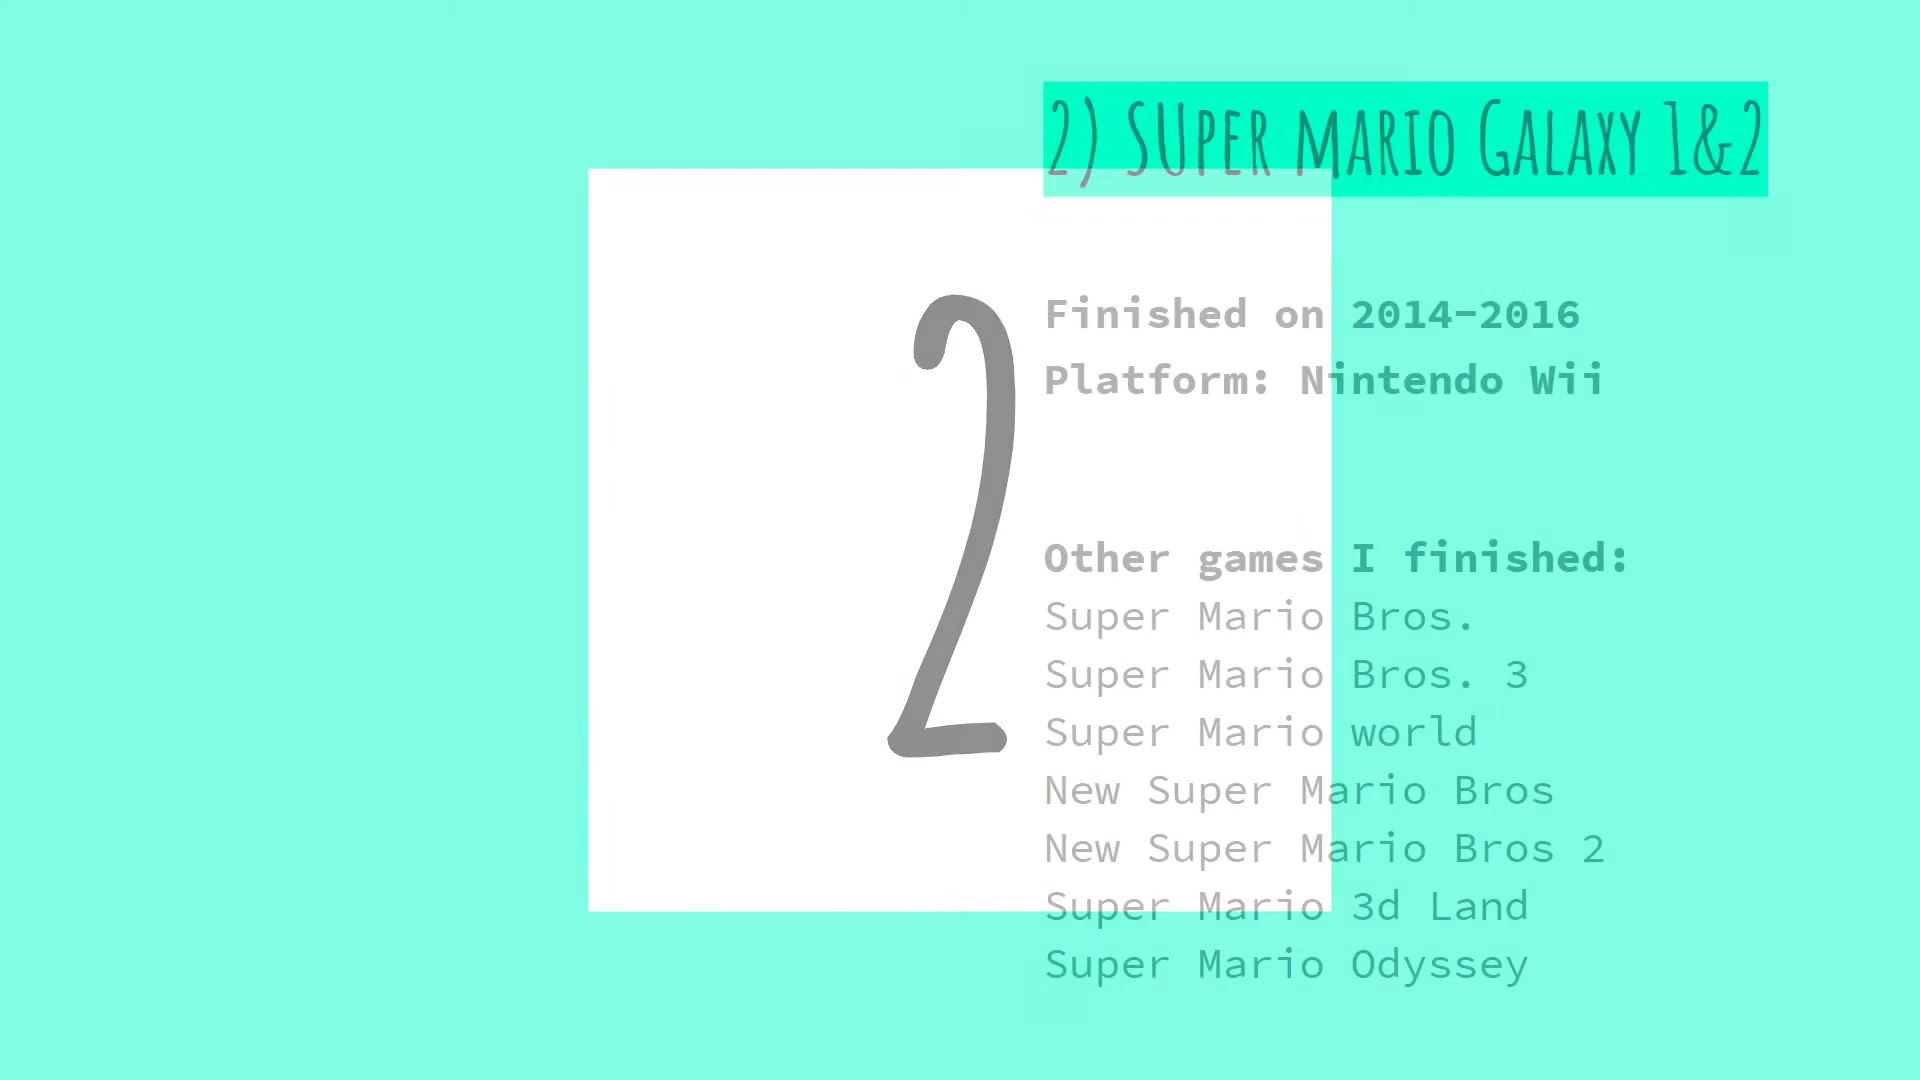 2) SUper mario Galaxy 1&2
2
Finished on 2014-2016
Platform: Nintendo Wii
Other games I finished:
Super Mario Bros.
Super Mario Bros. 3
Super Mario world
New Super Mario Bros
New Super Mario Bros 2
Super Mario 3d Land
Super Mario Odyssey